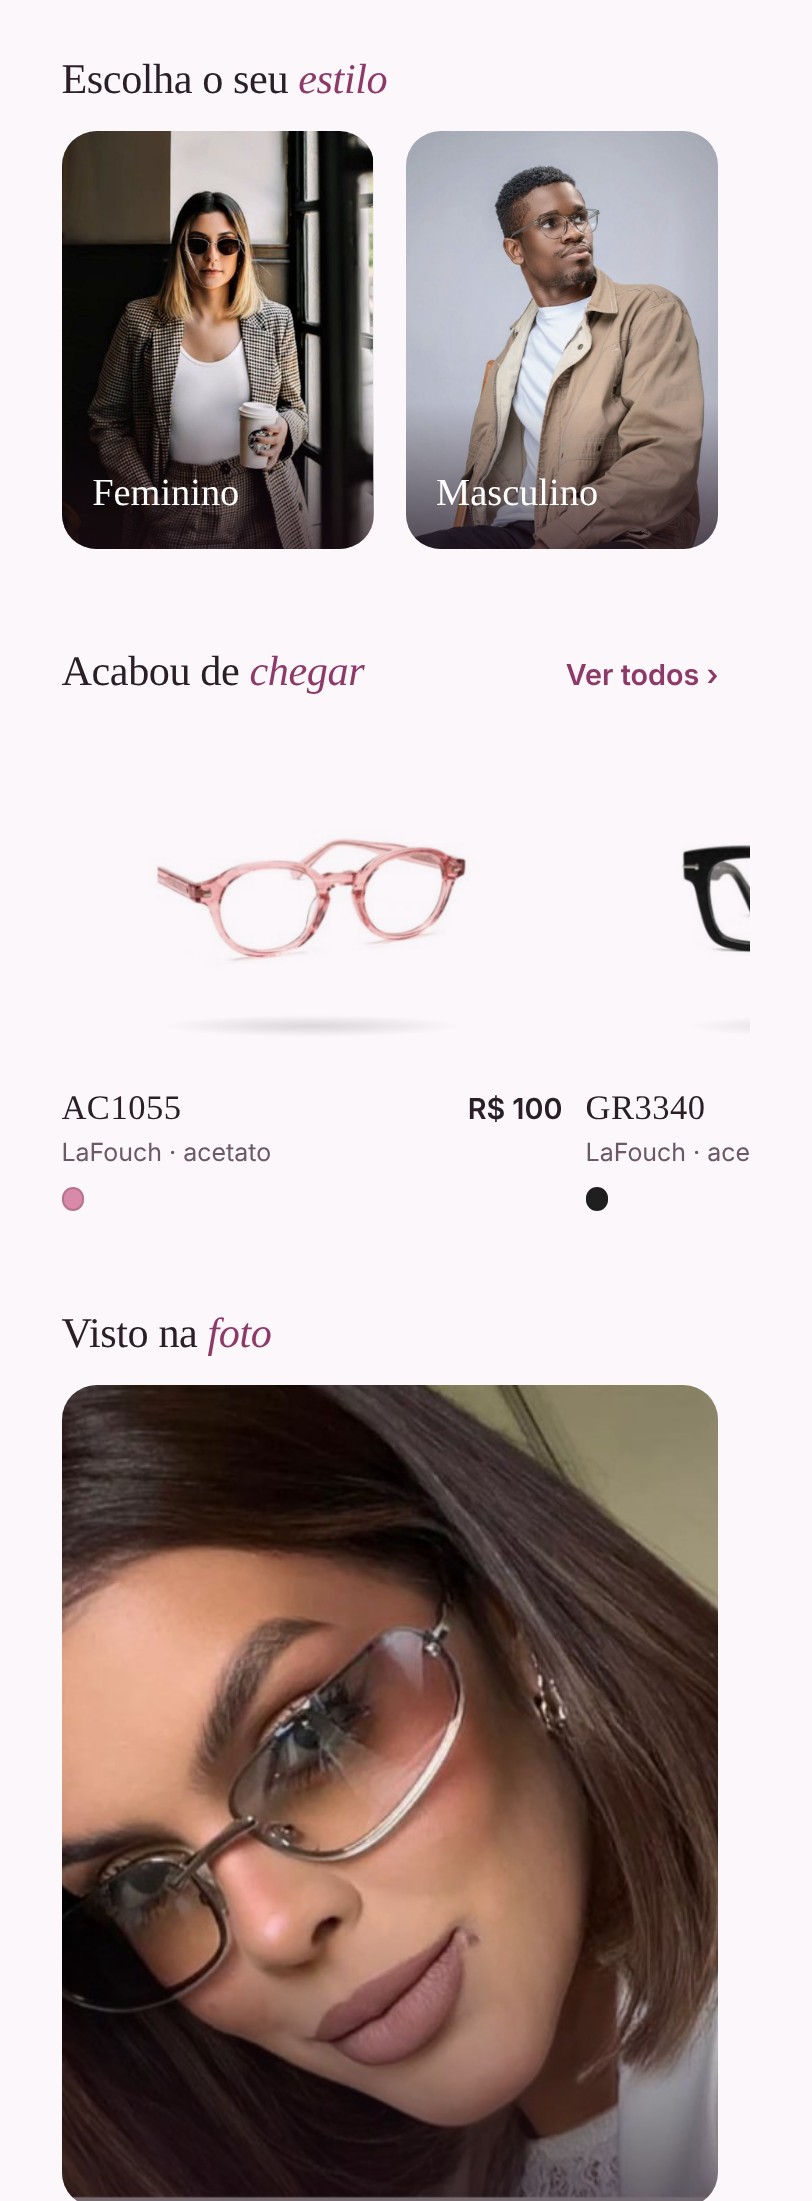 Escolha o seu estilo
Feminino
Masculino
Acabou de chegar
Ver todos ›
AC1055
R$ 100
LaFouch · acetato
GR3340
LaFouch · ace
Visto na foto